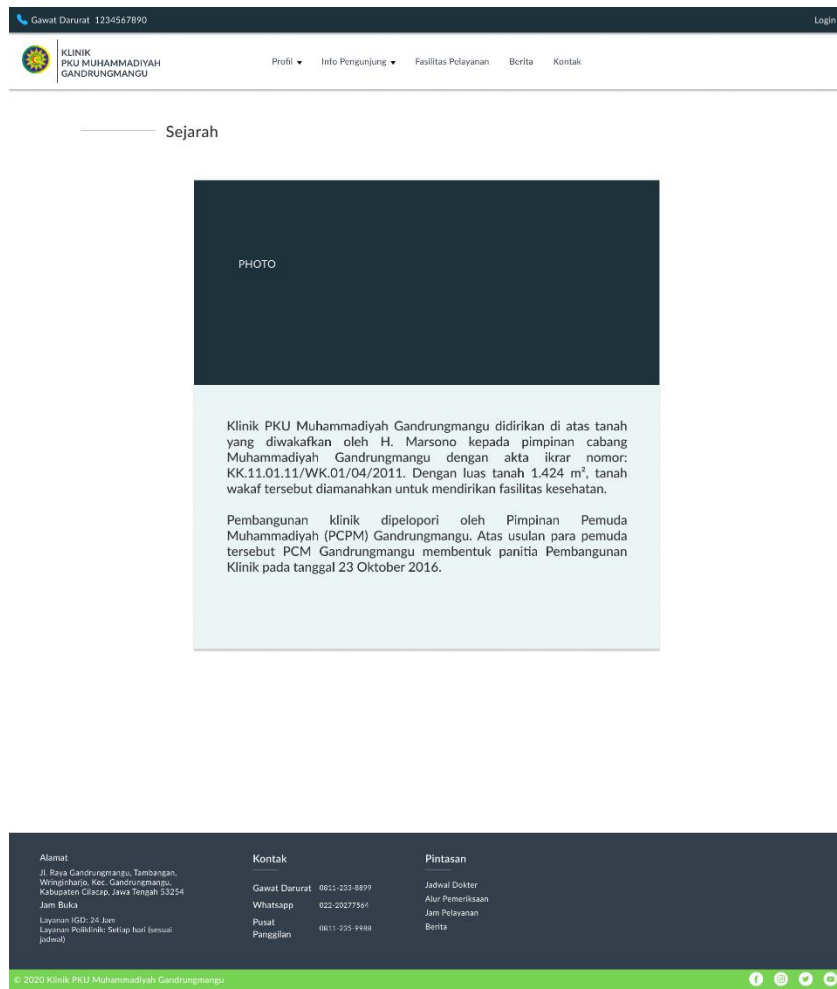 Gawat Darurat 1234567890
Login
KLINIK
PKU MUHAMMADIYAH
GANDRUNGMANGU
Profil
Info Pengunjung
Fasilitas Pelayanan
Berita
Kontak
Sejarah
PHOTO
Klinik PKU Muhammadiyah Gandrungmangu didirikan di atas tanah
yang diwakafkan oleh H. Marsono kepada pimpinan cabang
Muhammadiyah Gandrungmangu dengan akta ikrar nomor:
KK.11.01.11/WK.01/04/2011. Dengan luas tanah 1.424 m², tanah
wakaf tersebut diamanahkan untuk mendirikan fasilitas kesehatan.
Pembangunan klinik dipelopori oleh Pimpinan Pemuda
Muhammadiyah (PCPM) Gandrungmangu. Atas usulan para pemuda
tersebut PCM Gandrungmangu membentuk panitia Pembangunan
Klinik pada tanggal 23 Oktober 2016.
Alamat
Jl. Raya Gandrungmangu, Tambangan,
Wringinharjo, Kec. Gandrungmangu,
Kabupaten Cilacap, Jawa Tengah 53254
Jam Buka
Layanan IGD: 24 Jam
Layanan Poliklinik: Setiap hari (sesuai
jadwal)
Kontak
Gawat Darurat 0811-233-8899
Whatsapp 022-20277564
Pusat
Panggilan 0811-235-9988
Pintasan
Jadwal Dokter
Alur Pemeriksaan
Jam Pelayanan
Berita
© 2020 Klinik PKU Muhammadiyah Gandrungmangu